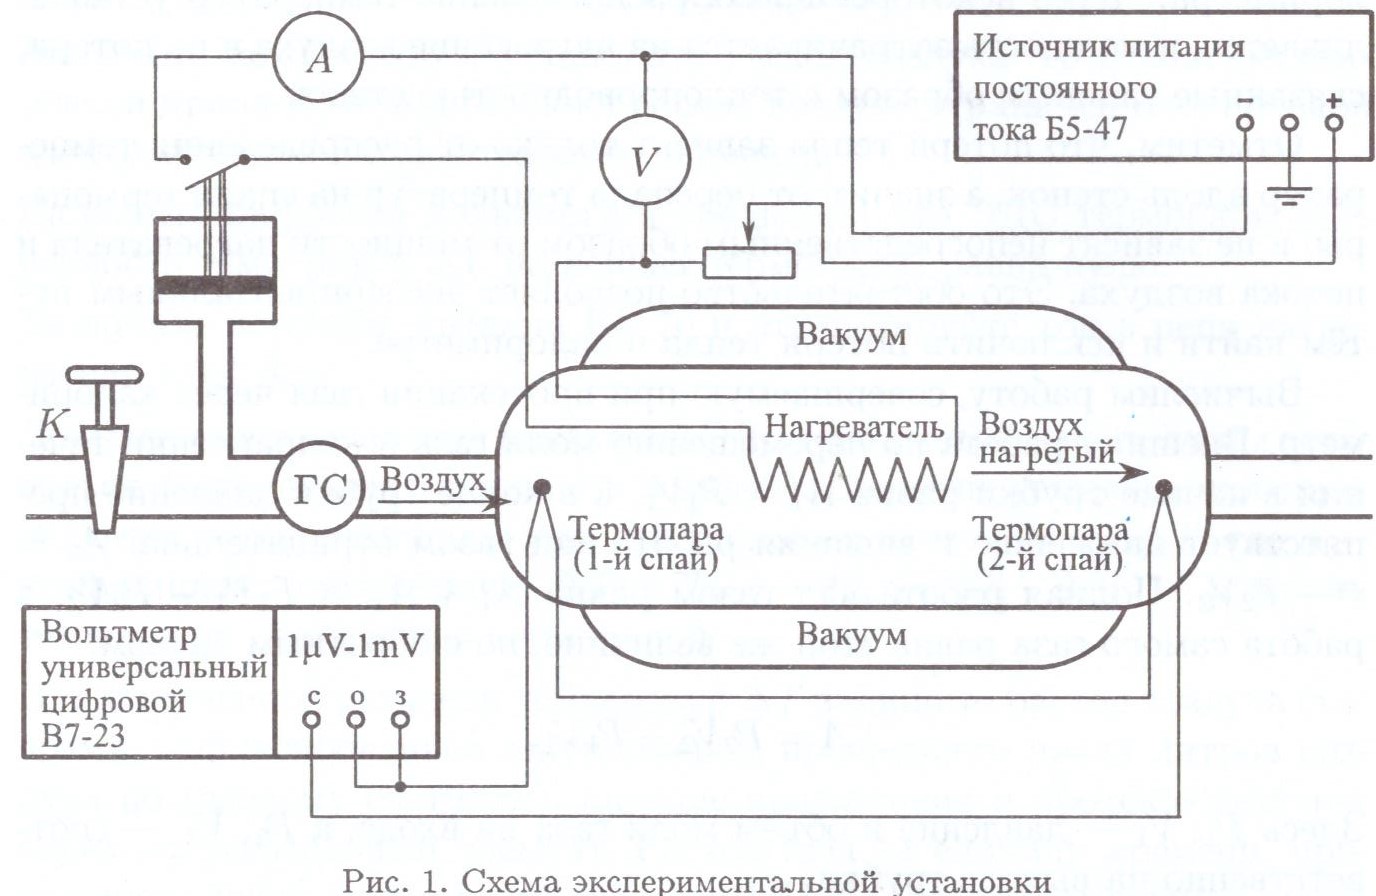 A
Источник питания
постоянного
тока Б5-47
- +
V
Вакуум
K
Нагреватель
Воздух
нагретый
ГС
Воздух
Термопара
(1-й спай)
Термопара
(2-й спай)
Вакуум
Вольтметр
универсальный
цифровой
В7-23
1μV-1mV
с о з
Рис. 1. Схема экспериментальной установки